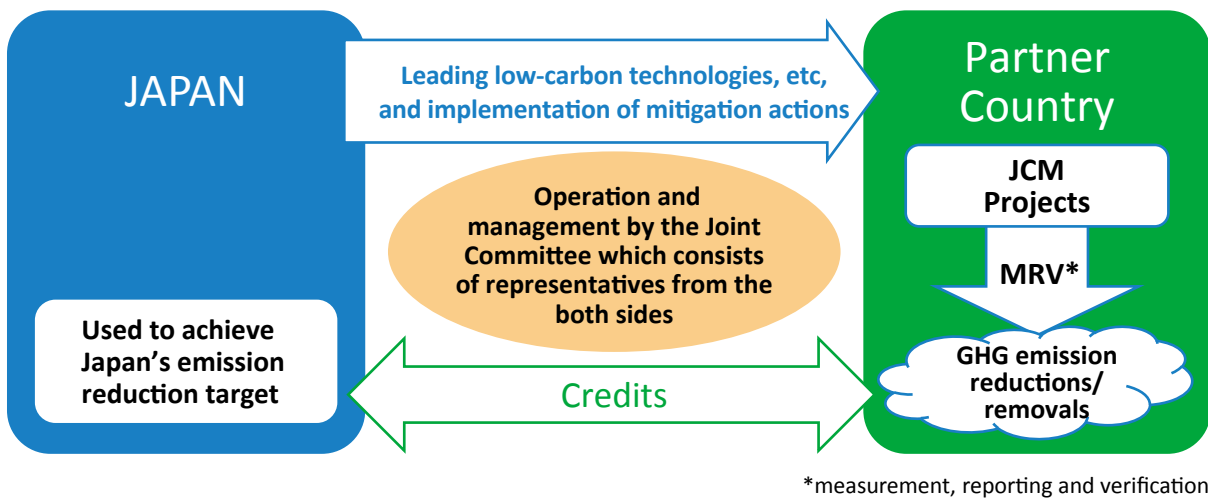 JAPAN
Leading low-carbon technologies, etc,
and implementation of mitigation actions
Partner
Country
JCM
Projects
Operation and
management by the Joint
Committee which consists
of representatives from the
both sides
MRV*
Used to achieve
Japan's emission
reduction target
Credits
GHG emission
reductions/
removals
*measurement, reporting and verification